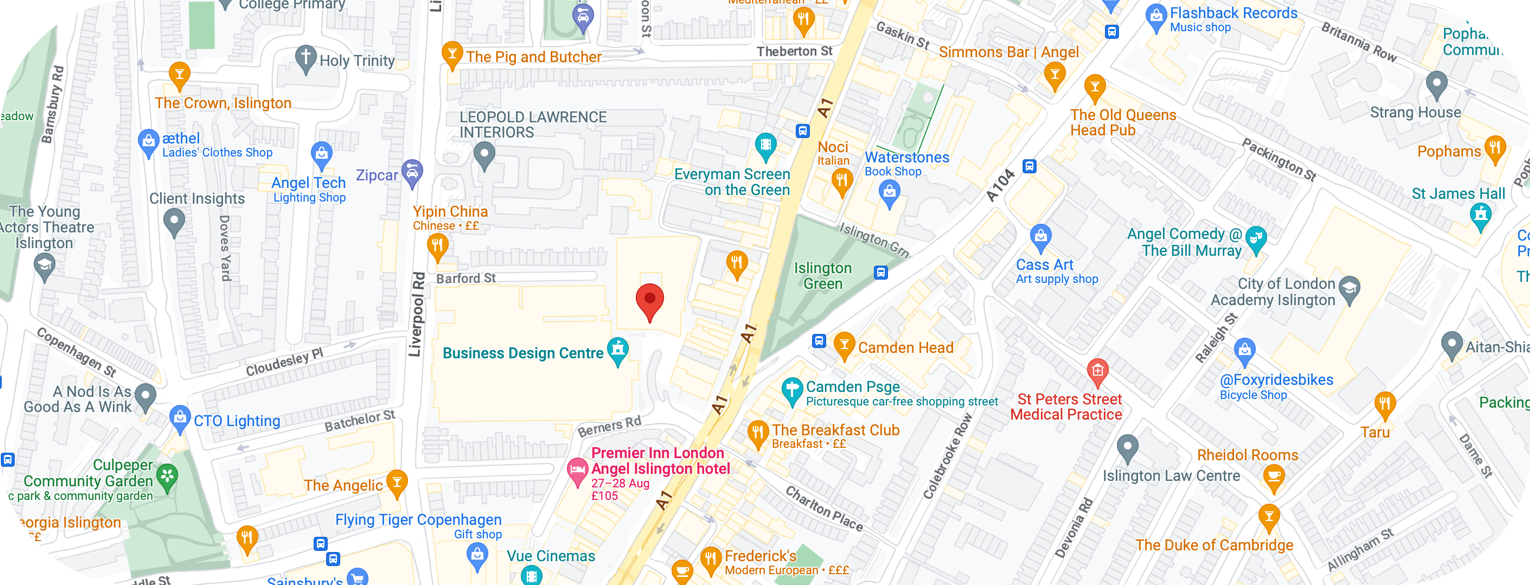 College Primary
Mediterranean • ££
Flashback Records
Music shop
Gaskin St
Britannia Row
Theberton St
Simmons Bar | Angel
The Pig and Butcher
Holy Trinity
Barnsbury Rd
The Crown, Islington
A1
The Old Queens
Head Pub
Strang House
LEOPOLD LAWRENCE
INTERIORS
æthel
Ladies' Clothes Shop
Noci
Italian
Waterstones
Book Shop
Packington St
Pophams
Everyman Screen
on the Green
Zipcar
Angel Tech
Lighting Shop
A104
St James Hall
Client Insights
Yipin China
Chinese • ££
The Young
Actors Theatre
Islington
Doves Yard
Islington Grn
Angel Comedy @
The Bill Murray
Cass Art
Art supply shop
Islington
Green
Barford St
City of London
Academy Islington
Liverpool Rd
A1
Raleigh St
Copenhagen St
Cloudesley Pl
Business Design Centre
Camden Head
@Foxyridesbikes
Bicycle Shop
A Nod Is As
Good As A Wink
Camden Psge
Picturesque car-free shopping street
St Peters Street
Medical Practice
A1
CTO Lighting
Batchelor St
Berners Rd
The Breakfast Club
Breakfast • ££
Taru
Colebrooke Row
Dame St
Premier Inn London
Angel Islington hotel
27–28 Aug
£105
Culpeper
Community Garden
c park & community garden
The Angelic
Rheidol Rooms
Islington Law Centre
A1
Charlton Place
Devonia Rd
Flying Tiger Copenhagen
Gift shop
The Duke of Cambridge
Allingham St
Vue Cinemas
Frederick's
Modern European • £££
Sainsbury's